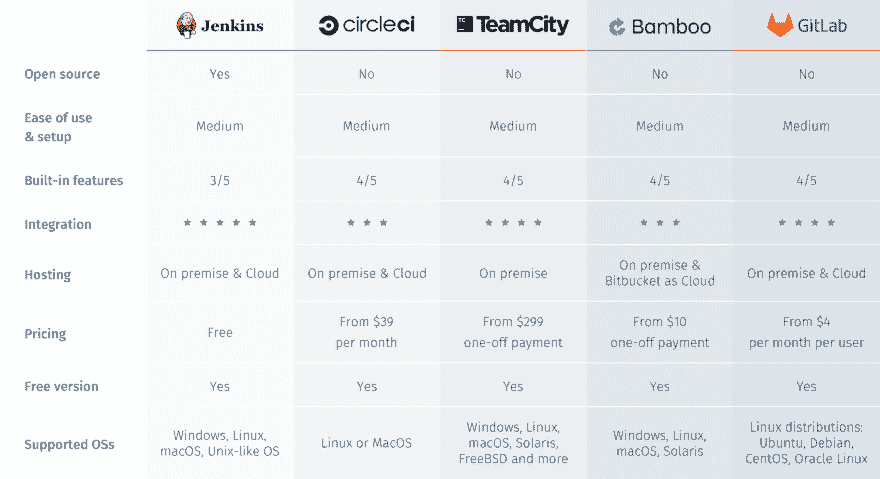 Jenkins circleci TC TeamCity Bamboo GitLab
Open source Yes No No No No
Ease of use
& setup Medium Medium Medium Medium Medium
Built-in features 3/5 4/5 4/5 4/5 4/5
Integration ★ ★ ★ ★ ★ ★ ★ ★ ★ ★ ★ ★ ★ ★ ★ ★ ★ ★ ★
Hosting On premise & Cloud On premise & Cloud On premise On premise &
Bitbucket as Cloud On premise & Cloud
Pricing Free From $39
per month From $299
one-off payment From $10
one-off payment From $4
per month per user
Free version Yes Yes Yes Yes Yes
Supported OSs Windows, Linux,
macOS, Unix-like OS Linux or MacOS Windows, Linux,
macOS, Solaris,
FreeBSD and more Windows, Linux,
macOS, Solaris Linux distributions:
Ubuntu, Debian,
CentOS, Oracle Linux